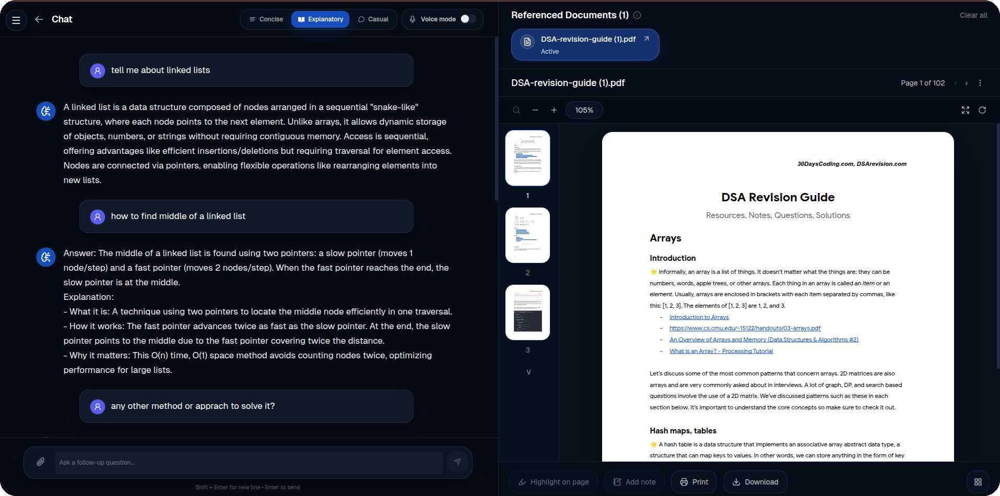 Chat
Concise
Explanatory
Casual
Voice mode
tell me about linked lists
A linked list is a data structure composed of nodes arranged in a sequential "snake-like"
structure, where each node points to the next element. Unlike arrays, it allows dynamic storage
of objects, numbers, or strings without requiring contiguous memory. Access is sequential,
offering advantages like efficient insertions/deletions but requiring traversal for element access.
Nodes are connected via pointers, enabling flexible operations like rearranging elements into
new lists.
how to find middle of a linked list
Answer: The middle of a linked list is found using two pointers: a slow pointer (moves 1
node/step) and a fast pointer (moves 2 nodes/step). When the fast pointer reaches the end, the
slow pointer is at the middle.
Explanation:
- What it is: A technique using two pointers to locate the middle node efficiently in one traversal.
- How it works: The fast pointer advances twice as fast as the slow pointer. At the end, the slow
pointer points to the middle due to the fast pointer covering twice the distance.
- Why it matters: This O(n) time, O(1) space method avoids counting nodes twice, optimizing
performance for large lists.
any other method or apprach to solve it?
Ask a follow-up question...
Shift + Enter for new line • Enter to send
Referenced Documents (1)
Clear all
DSA-revision-guide (1).pdf
Active
DSA-revision-guide (1).pdf
Page 1 of 102
105%
1
2
3
V
30DaysCoding.com, DSArevision.com
DSA Revision Guide
Resources, Notes, Questions, Solutions
Arrays
Introduction
⭐ Informally, an array is a list of things. It doesn't matter what the things are; they can be
numbers, words, apple trees, or other arrays. Each thing in an array is called an item or an
element. Usually, arrays are enclosed in brackets with each item separated by commas, like
this: [1, 2, 3]. The elements of [1, 2, 3] are 1, 2, and 3.
- Introduction to Arrays
- https://www.cs.cmu.edu/~15122/handouts/03-arrays.pdf
- An Overview of Arrays and Memory (Data Structures & Algorithms #2)
- What is an Array? - Processing Tutorial
Let's discuss some of the most common patterns that concern arrays. 2D matrices are also
arrays and are very commonly asked about in interviews. A lot of graph, DP, and search based
questions involve the use of a 2D matrix. We've discussed patterns such as these in each
section below. It's important to understand the core concepts so make sure to check it out.
Hash maps, tables
⭐ A hash table is a data structure that implements an associative array abstract data type, a
structure that can map keys to values. In other words, we can store anything in the form of key
Highlight on page
Add note
Print
Download